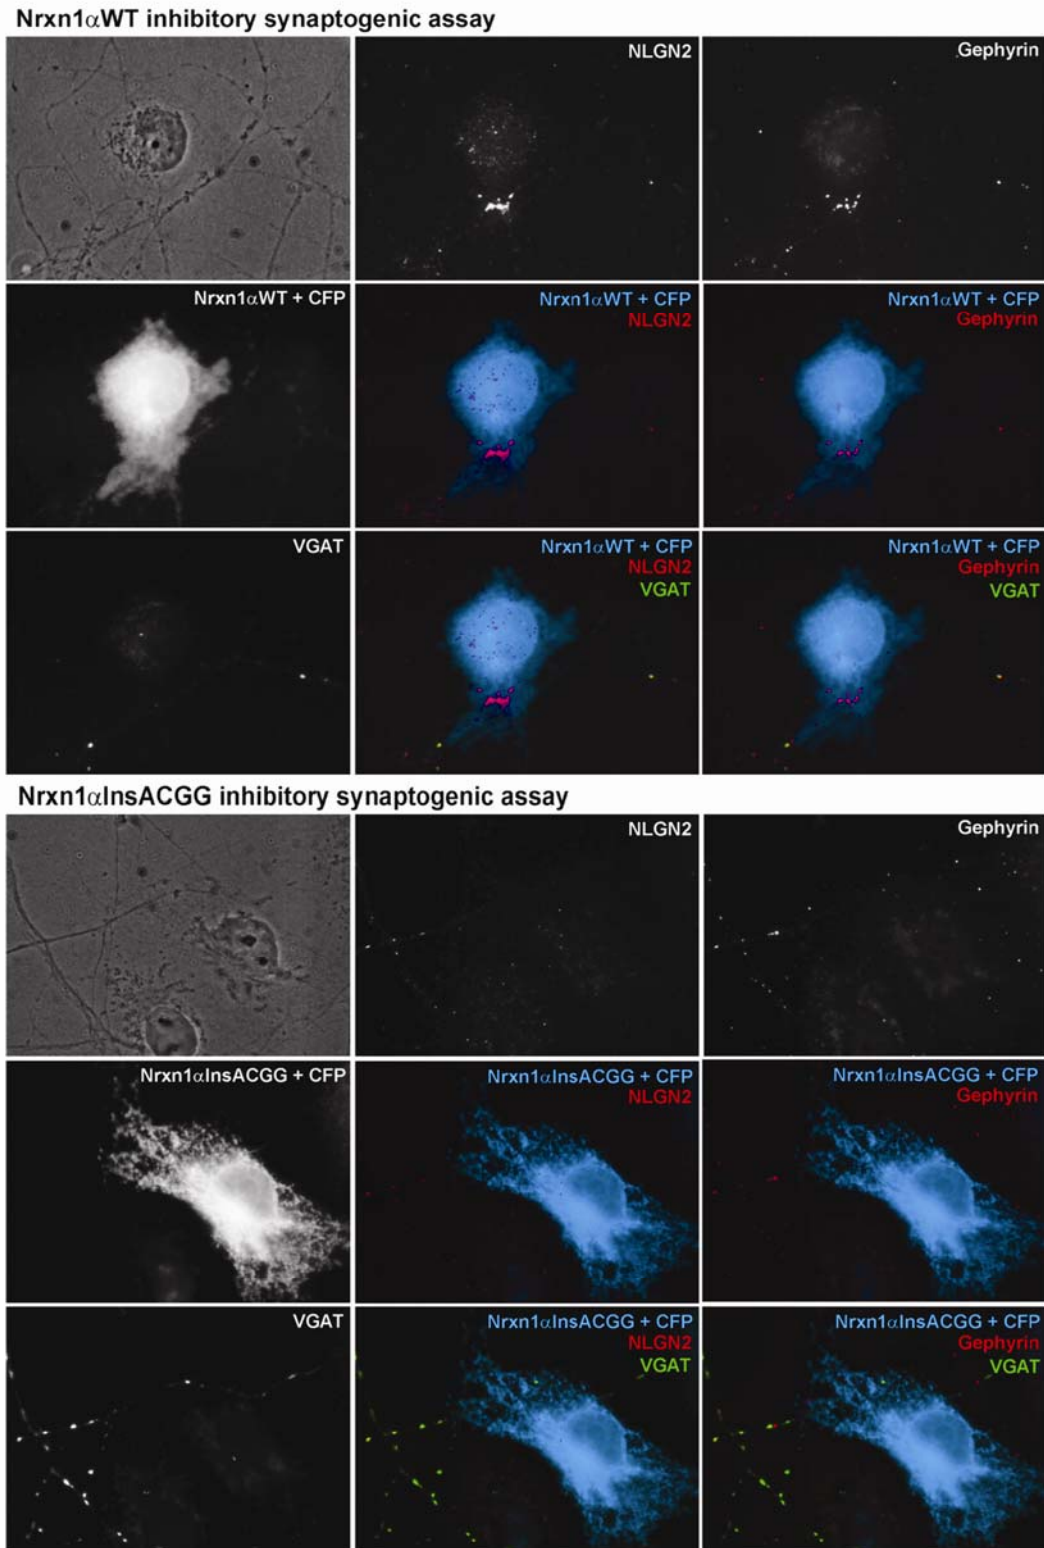 Nrxn1αWT inhibitory synaptogenic assay
NLGN2
Gephyrin
Nrxn1αWT + CFP
Nrxn1αWT + CFP
NLGN2
Nrxn1αWT + CFP
Gephyrin
VGAT
Nrxn1αWT + CFP
NLGN2
VGAT
Nrxn1αWT + CFP
Gephyrin
VGAT
Nrxn1αInsACGG inhibitory synaptogenic assay
NLGN2
Gephyrin
Nrxn1αInsACGG + CFP
Nrxn1αInsACGG + CFP
NLGN2
Nrxn1αInsACGG + CFP
Gephyrin
VGAT
Nrxn1αInsACGG + CFP
NLGN2
VGAT
Nrxn1αInsACGG + CFP
Gephyrin
VGAT